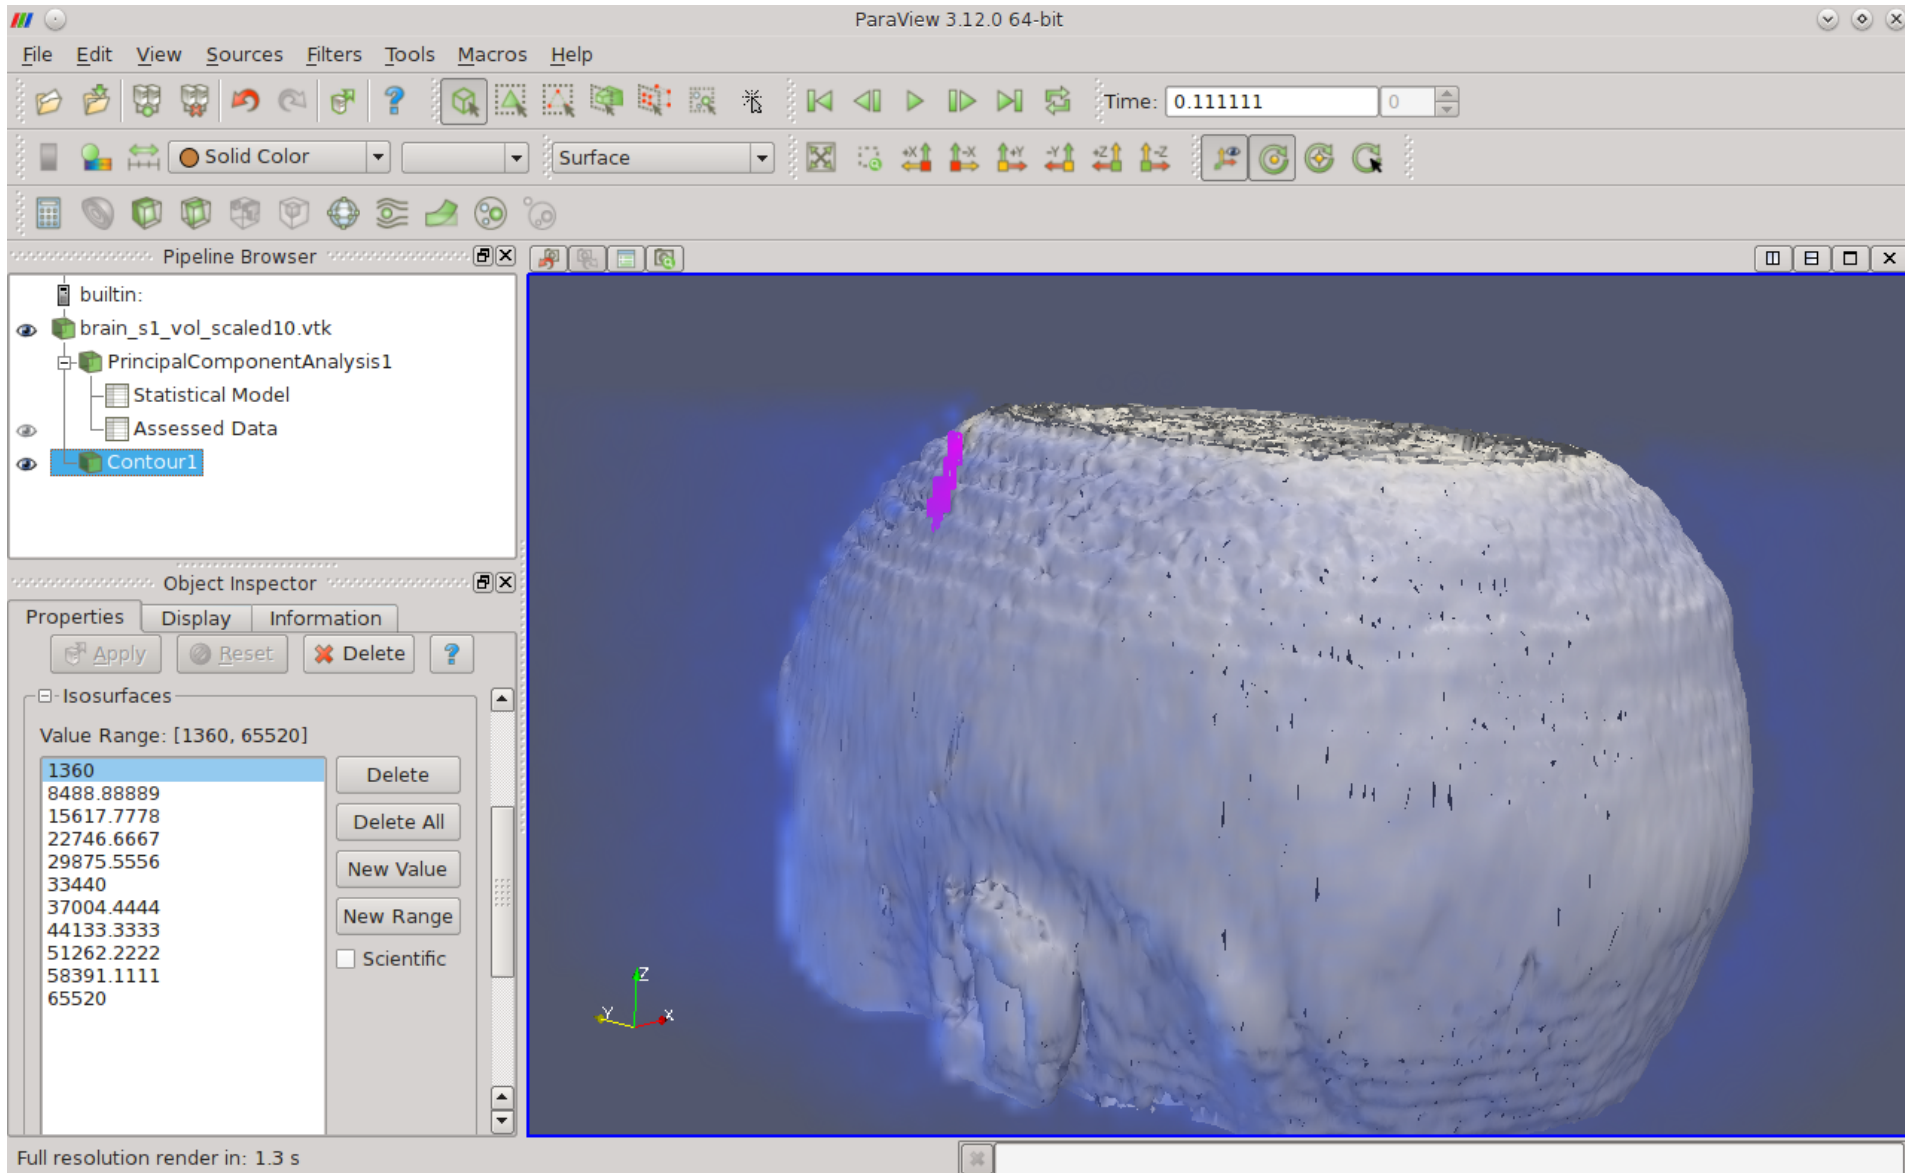 ParaView 3.12.0 64-bit
File Edit View Sources Filters Tools Macros Help
Time: 0.111111 0
Solid Color Surface
+X -X +Y -Y +Z -Z
Pipeline Browser
builtin:
brain_s1_vol_scaled10.vtk
PrincipalComponentAnalysis1
Statistical Model
Assessed Data
Contour1
Object Inspector
Properties Display Information
Apply Reset Delete ?
Isosurfaces
Value Range: [1360, 65520]
1360
8488.88889
15617.7778
22746.6667
29875.5556
33440
37004.4444
44133.3333
51262.2222
58391.1111
65520
Delete
Delete All
New Value
New Range
Scientific
Z
Y
X
Full resolution render in: 1.3 s